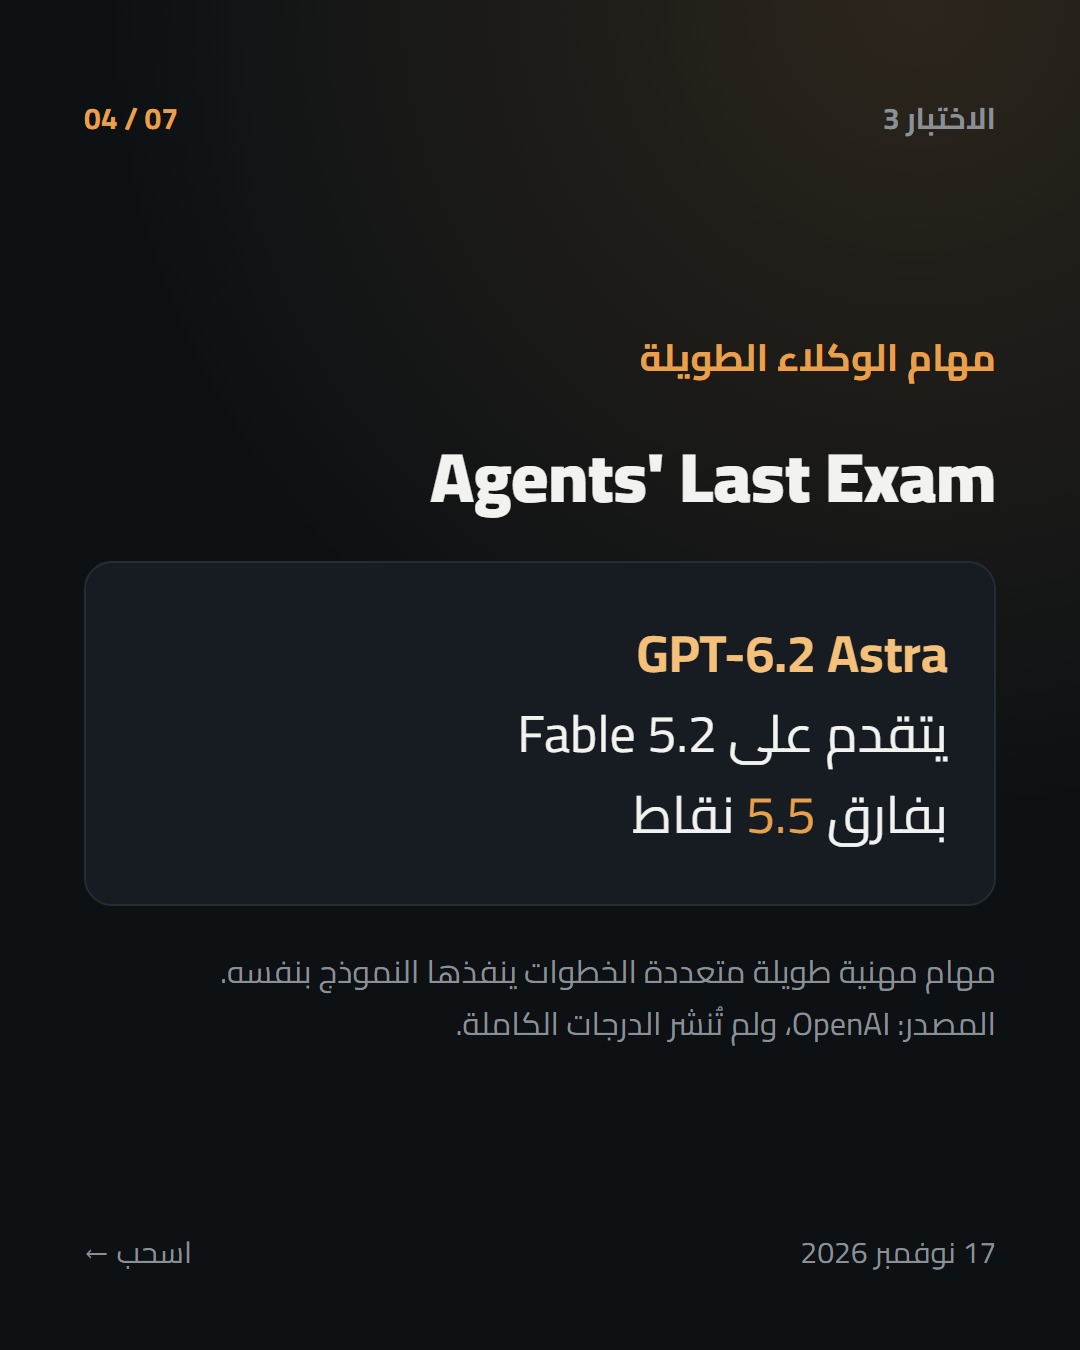 الاختبار 3
04 / 07
مهام الوكلاء الطويلة
Agents' Last Exam
GPT-6.2 Astra
يتقدم على Fable 5.2
بفارق 5.5 نقاط
مهام مهنية طويلة متعددة الخطوات ينفذها النموذج بنفسه.
المصدر: OpenAI، ولم تُنشر الدرجات الكاملة.
17 نوفمبر 2026
اسحب ←